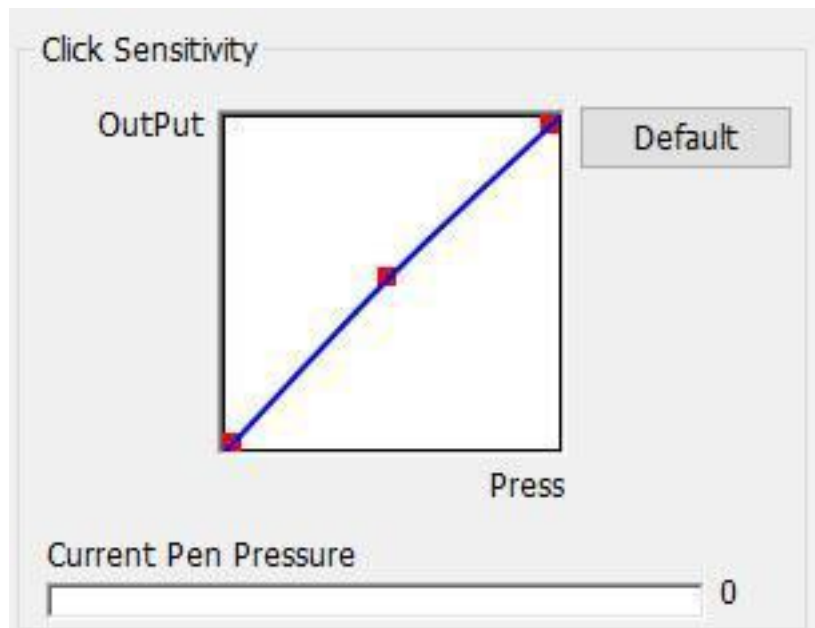 Click Sensitivity
OutPut
Default
Press
Current Pen Pressure
0